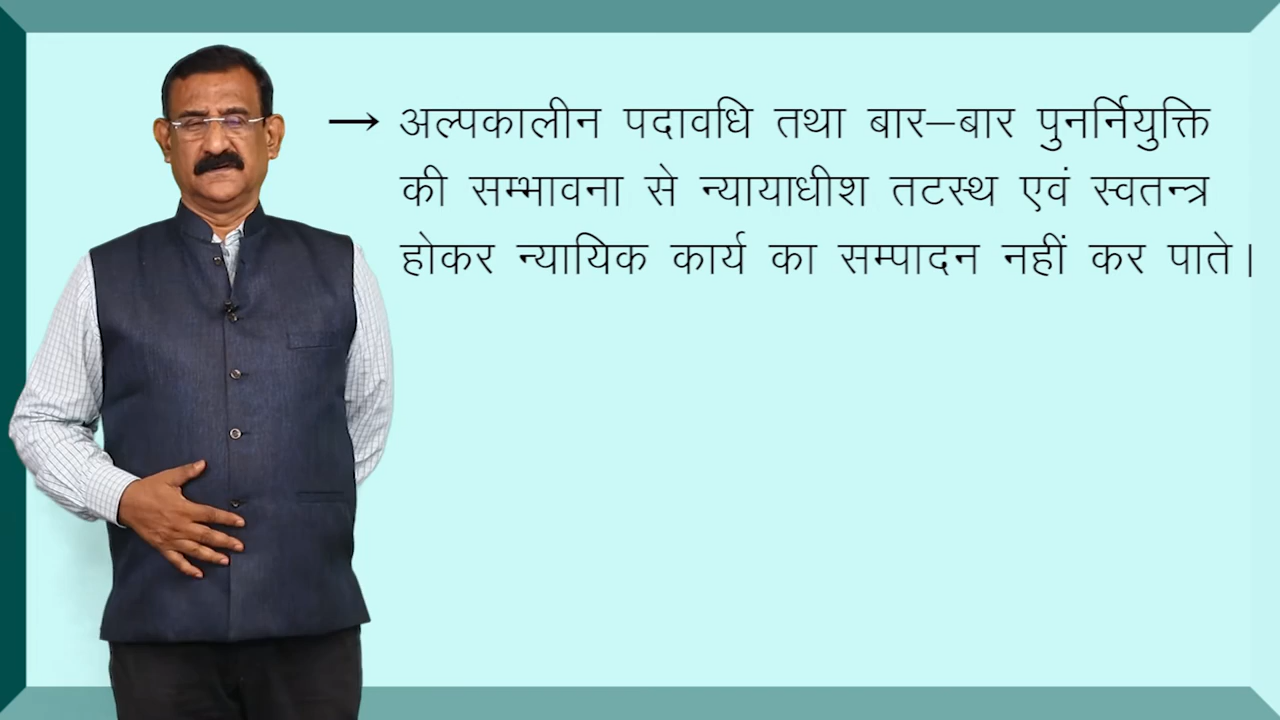 → अल्पकालीन पदावधि तथा बार–बार पुनर्नियुक्ति
की सम्भावना से न्यायाधीश तटस्थ एवं स्वतन्त्र
होकर न्यायिक कार्य का सम्पादन नहीं कर पाते।